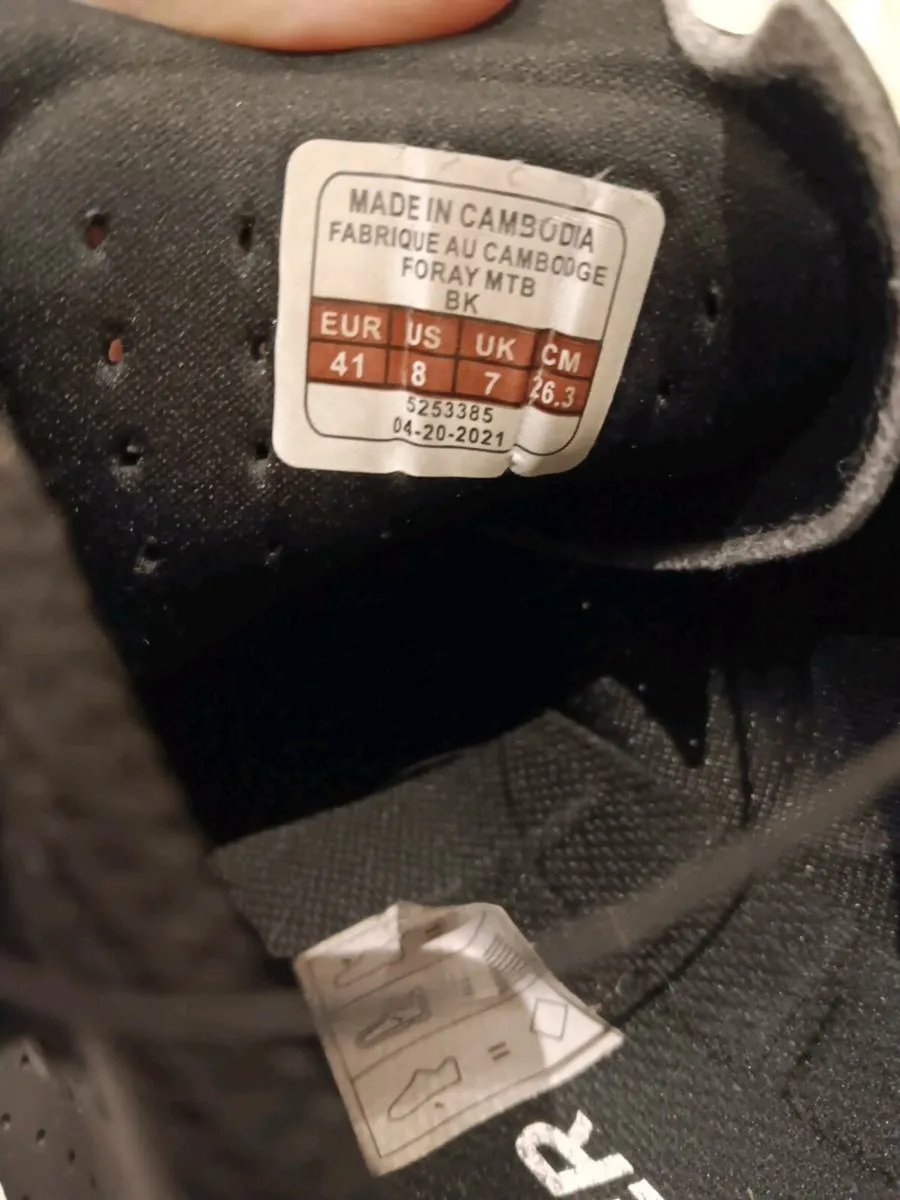 MADE IN CAMBODIA
FABRIQUE AU CAMBODGE
FORAY MTB
BK
EUR US UK CM
41 8 7 26.3
5253385
04-20-2021